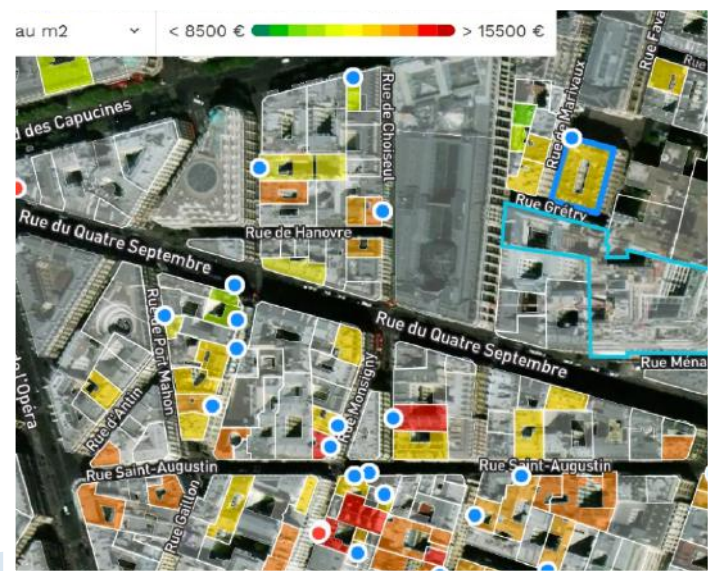 au m2
< 8500 €
> 15500 €
Rue Fava
Rue
Rue de Marivaux
Rue de Choiseul
d des Capucines
Rue Grétry
Rue de Hanovre
Rue du Quatre Septembre
Rue du Quatre Septembre
Rue Ména
Rue de Port Mahon
Rue Monsigny
de l'Opéra
Rue d'Antin
Rue Saint-Augustin
Rue Saint-Augustin
Rue Gaillon